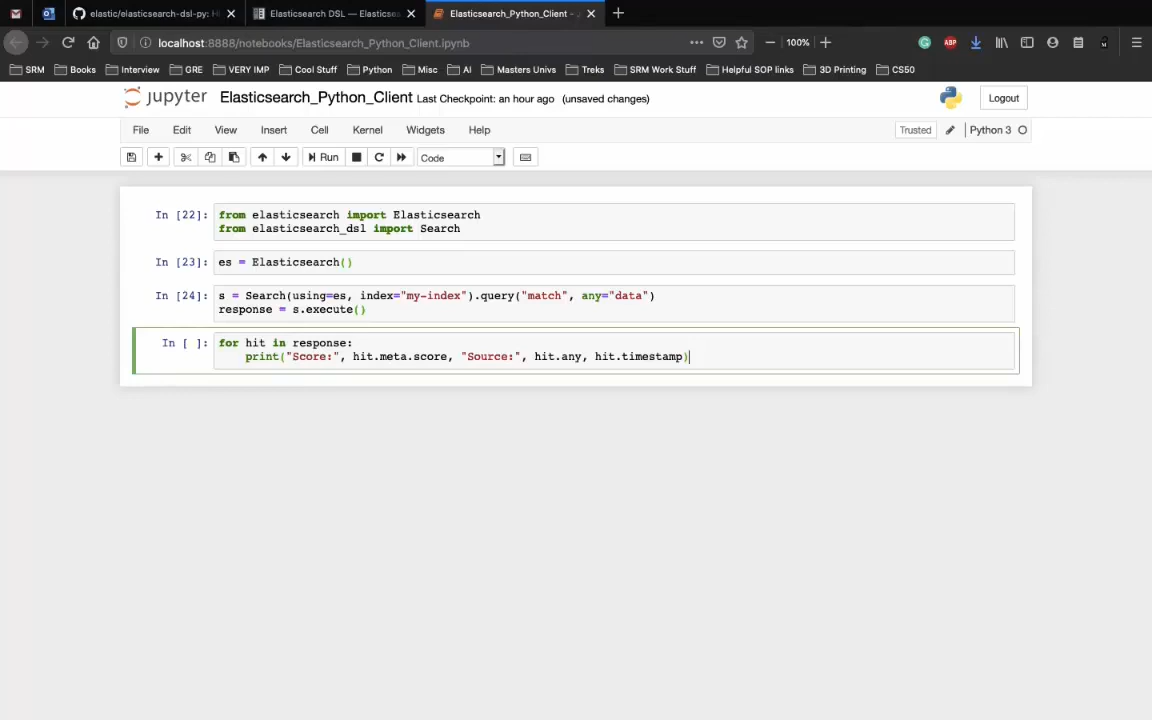 elastic/elasticsearch-dsl-py: Hi
Elasticsearch DSL — Elasticse
Elasticsearch_Python_Client -
localhost:8888/notebooks/Elasticsearch_Python_Client.ipynb
100%
ABP
SRM Books Interview GRE VERY IMP Cool Stuff Python Misc AI Masters Univs Treks SRM Work Stuff Helpful SOP links 3D Printing CS50
jupyter Elasticsearch_Python_Client Last Checkpoint: an hour ago (unsaved changes)
Logout
File Edit View Insert Cell Kernel Widgets Help
Trusted Python 3
Run Code
In [22]: from elasticsearch import Elasticsearch
from elasticsearch_dsl import Search
In [23]: es = Elasticsearch()
In [24]: s = Search(using=es, index="my-index").query("match", any="data")
response = s.execute()
In [ ]: for hit in response:
print("Score:", hit.meta.score, "Source:", hit.any, hit.timestamp)